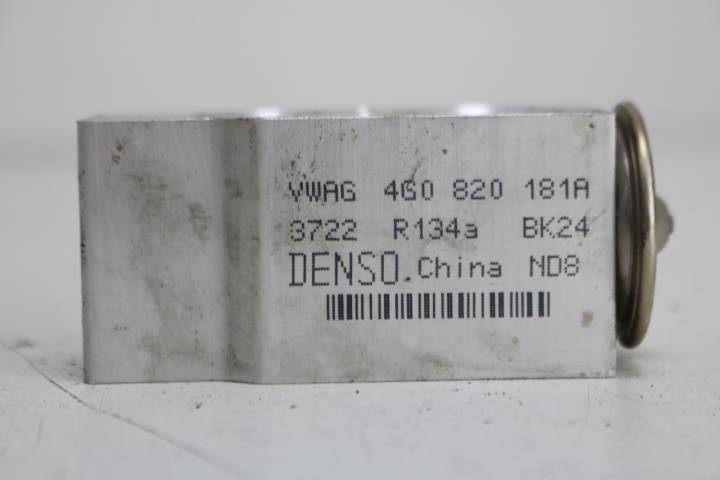 VWAG 4G0 820 181A
3722 R134a BK24
DENSO.China ND8